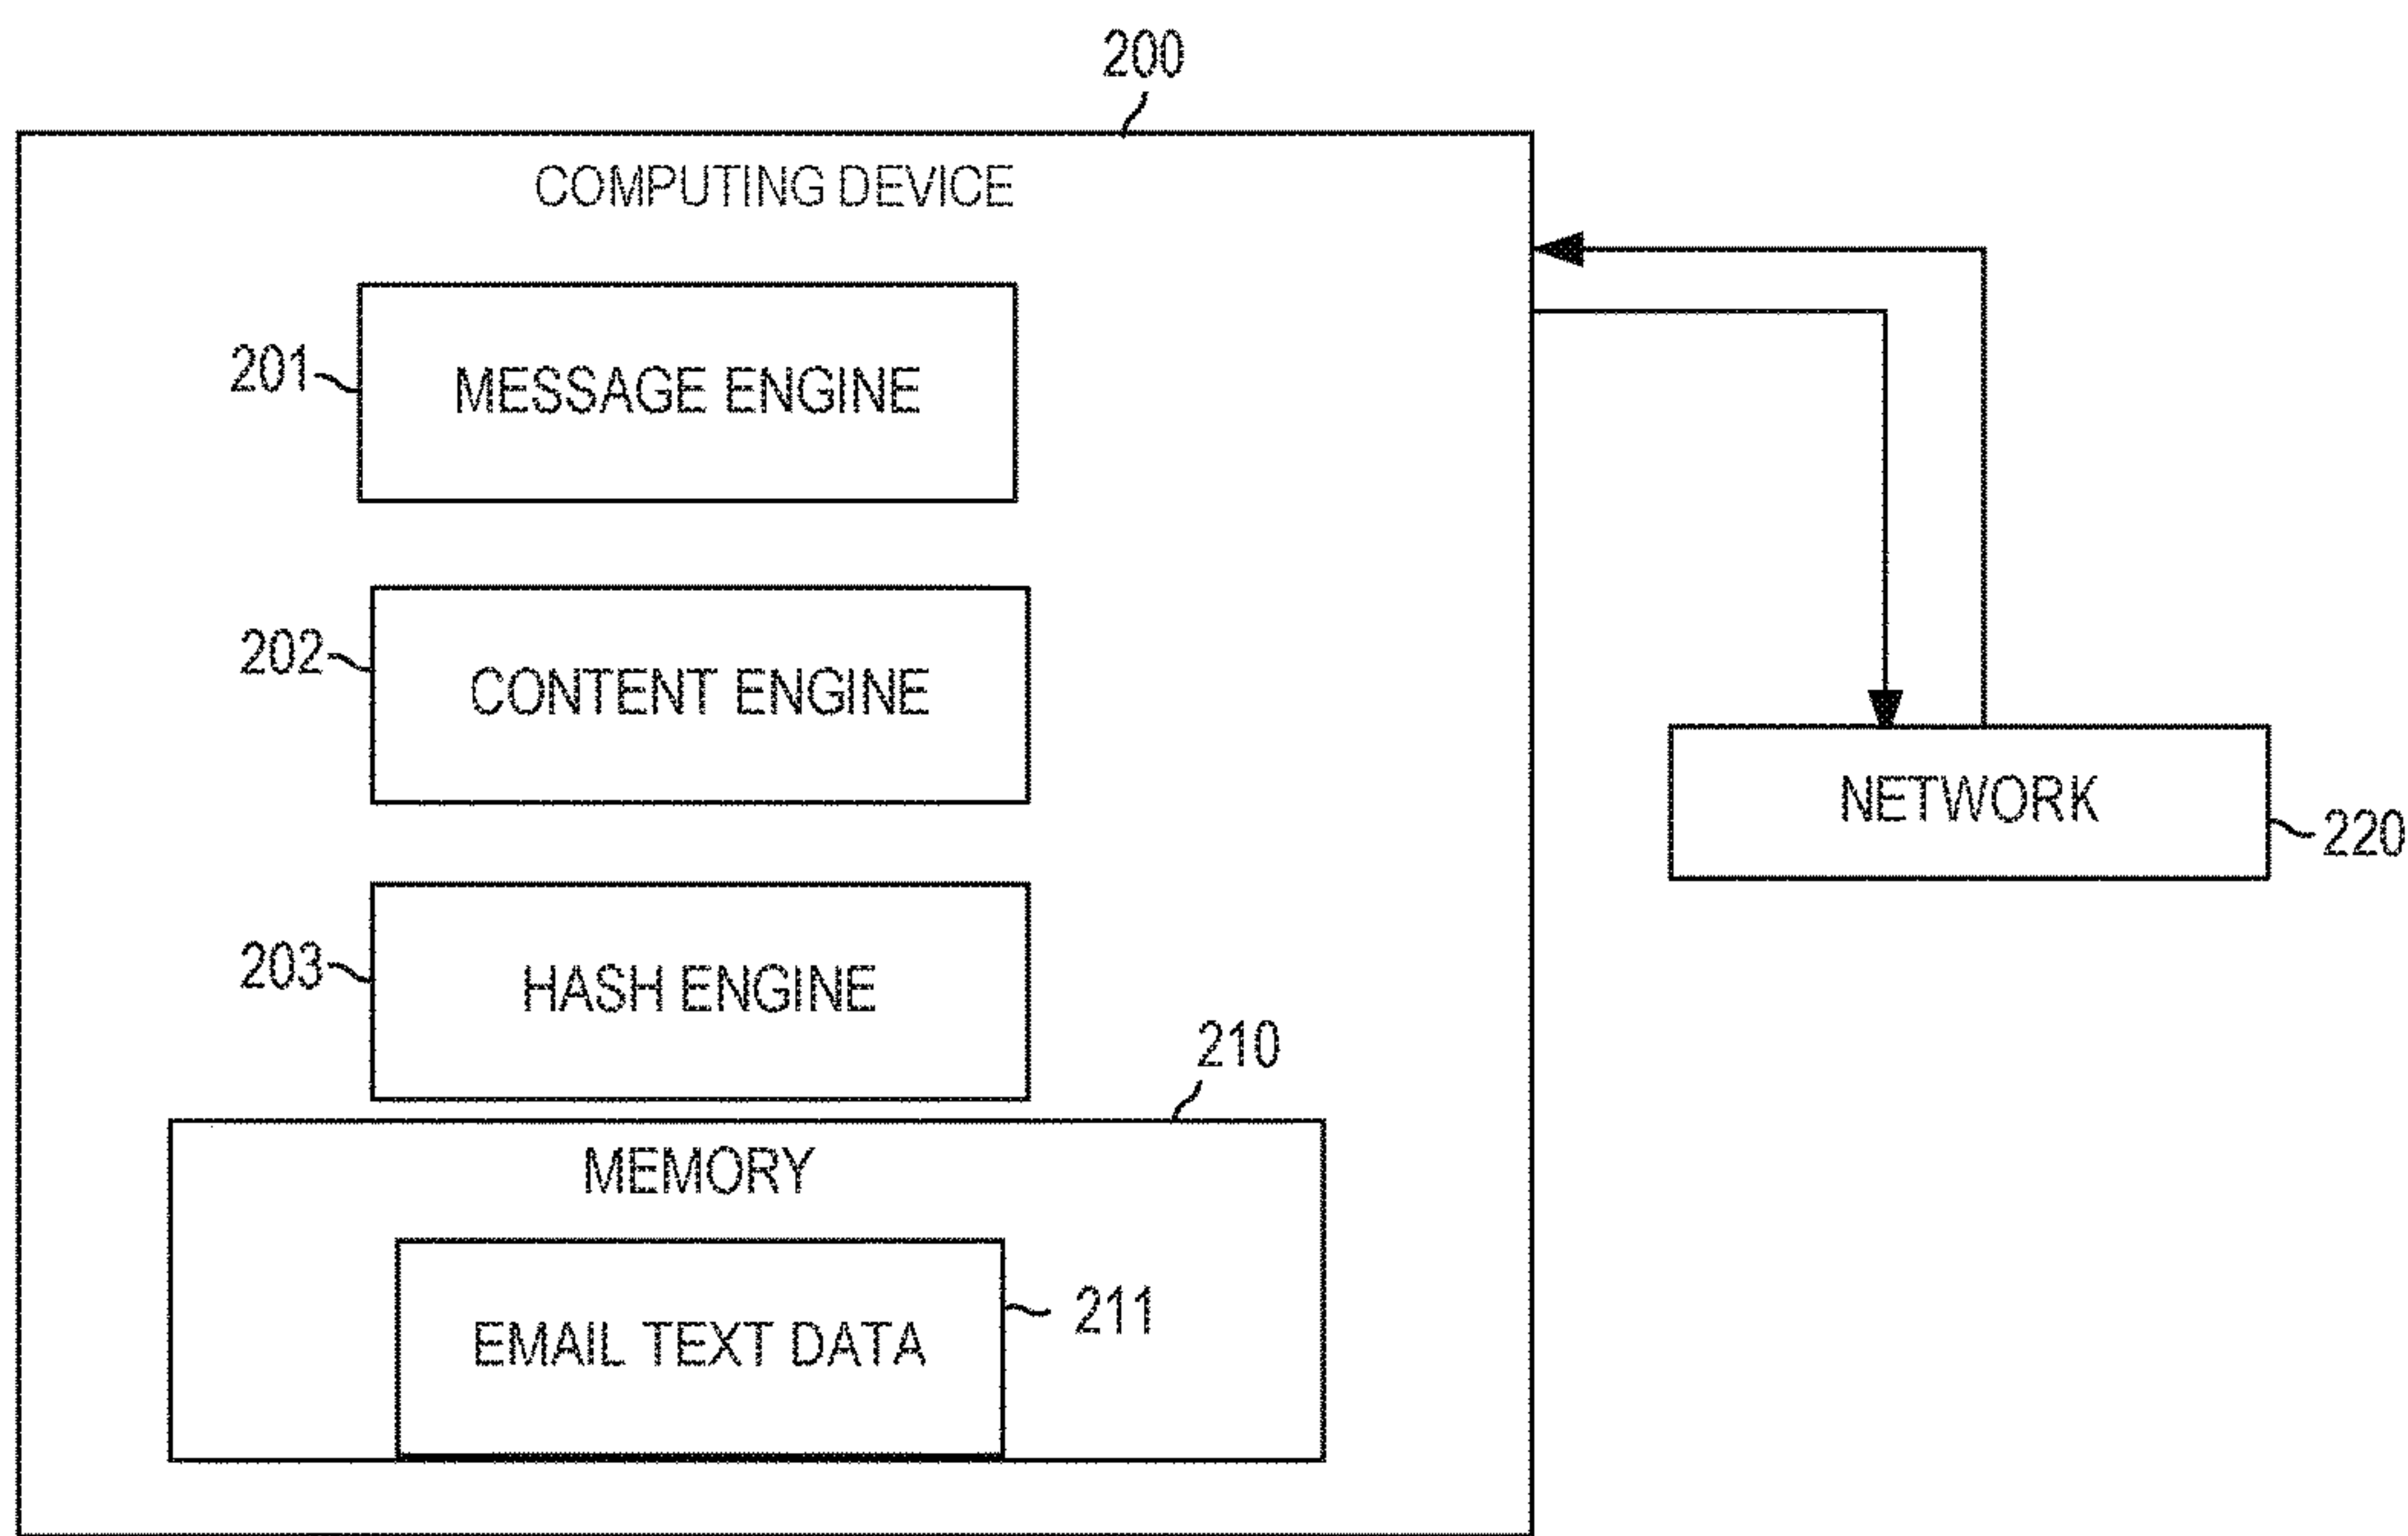 200
COMPUTING DEVICE
201
MESSAGE ENGINE
202
CONTENT ENGINE
NETWORK
220
203
HASH ENGINE
210
MEMORY
211
EMAIL TEXT DATA